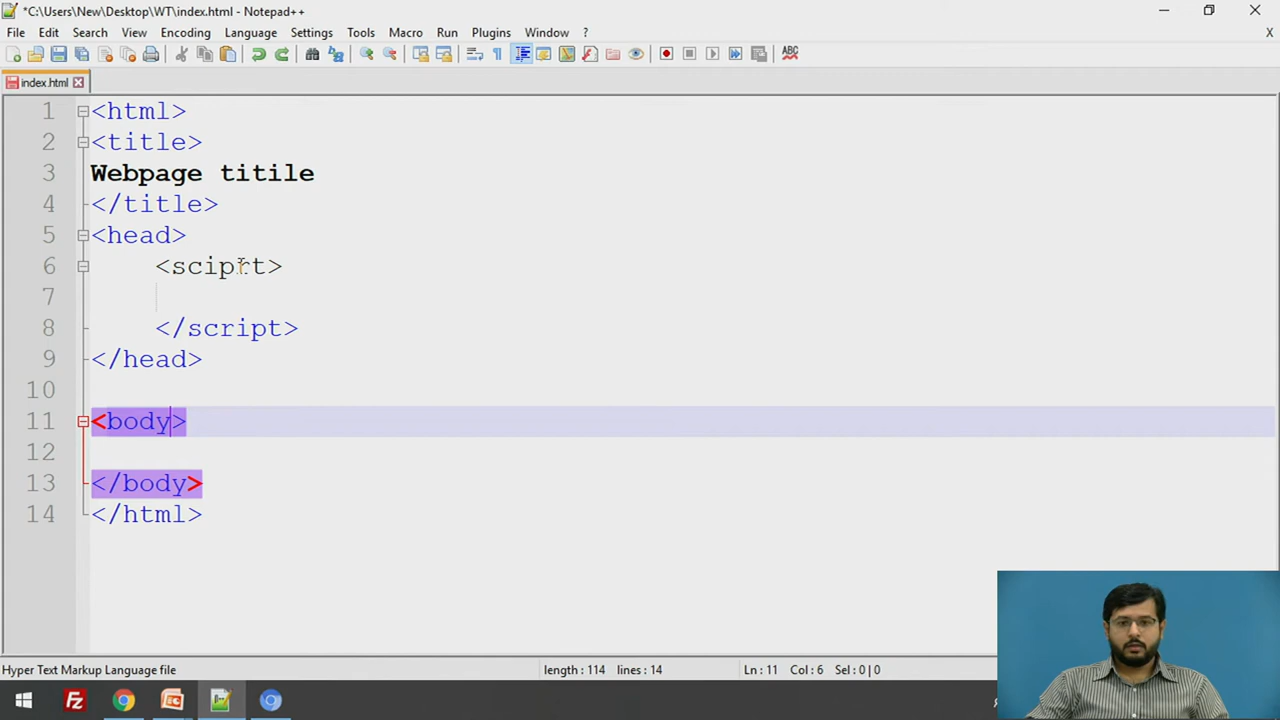 *C:\Users\New\Desktop\WT\index.html - Notepad++
File Edit Search View Encoding Language Settings Tools Macro Run Plugins Window ? X
ABC
index.html
1 <html>
2 <title>
3 Webpage titile
4 </title>
5 <head>
6 <sciprt>
7
8 </script>
9 </head>
10
11 <body>
12
13 </body>
14 </html>
Hyper Text Markup Language file length : 114 lines : 14 Ln : 11 Col : 6 Sel : 0 | 0